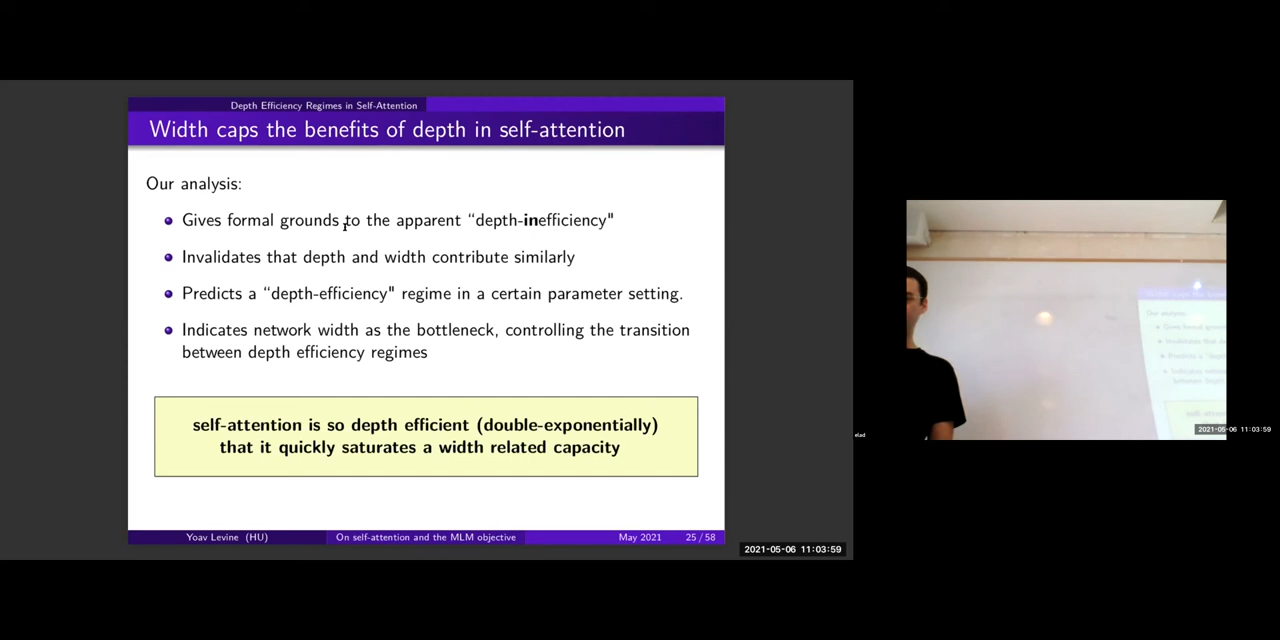 Depth Efficiency Regimes in Self-Attention
Width caps the benefits of depth in self-attention
Our analysis:
Gives formal grounds to the apparent “depth-inefficiency"
Invalidates that depth and width contribute similarly
Predicts a “depth-efficiency" regime in a certain parameter setting.
Indicates network width as the bottleneck, controlling the transition
between depth efficiency regimes
self-attention is so depth efficient (double-exponentially)
that it quickly saturates a width related capacity
Yoav Levine (HU)
On self-attention and the MLM objective
May 2021
25 / 58
2021-05-06 11:03:59
elad
Our analysis:
2021-05-06 11:03:59